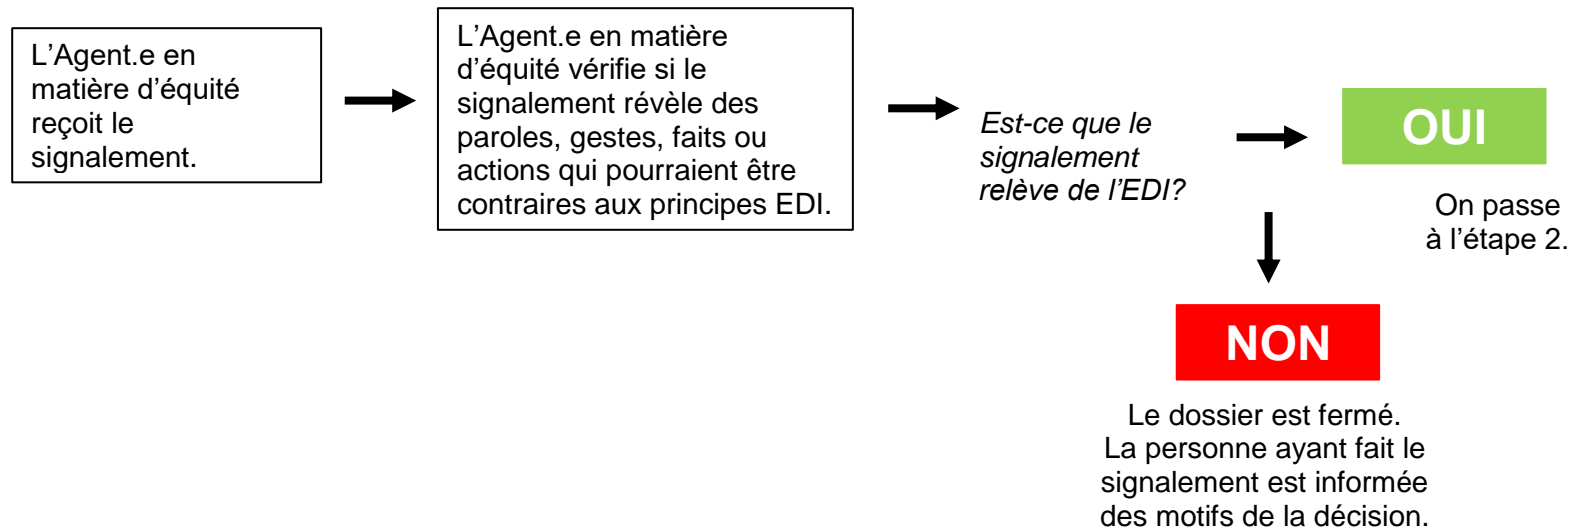 L’Agent.e en
matière d’équité
reçoit le
signalement.
L’Agent.e en matière
d’équité vérifie si le
signalement révèle des
paroles, gestes, faits ou
actions qui pourraient être
contraires aux principes EDI.
Est-ce que le
signalement
relève de l’EDI?
OUI
On passe
à l’étape 2.
NON
Le dossier est fermé.
La personne ayant fait le
signalement est informée
des motifs de la décision.